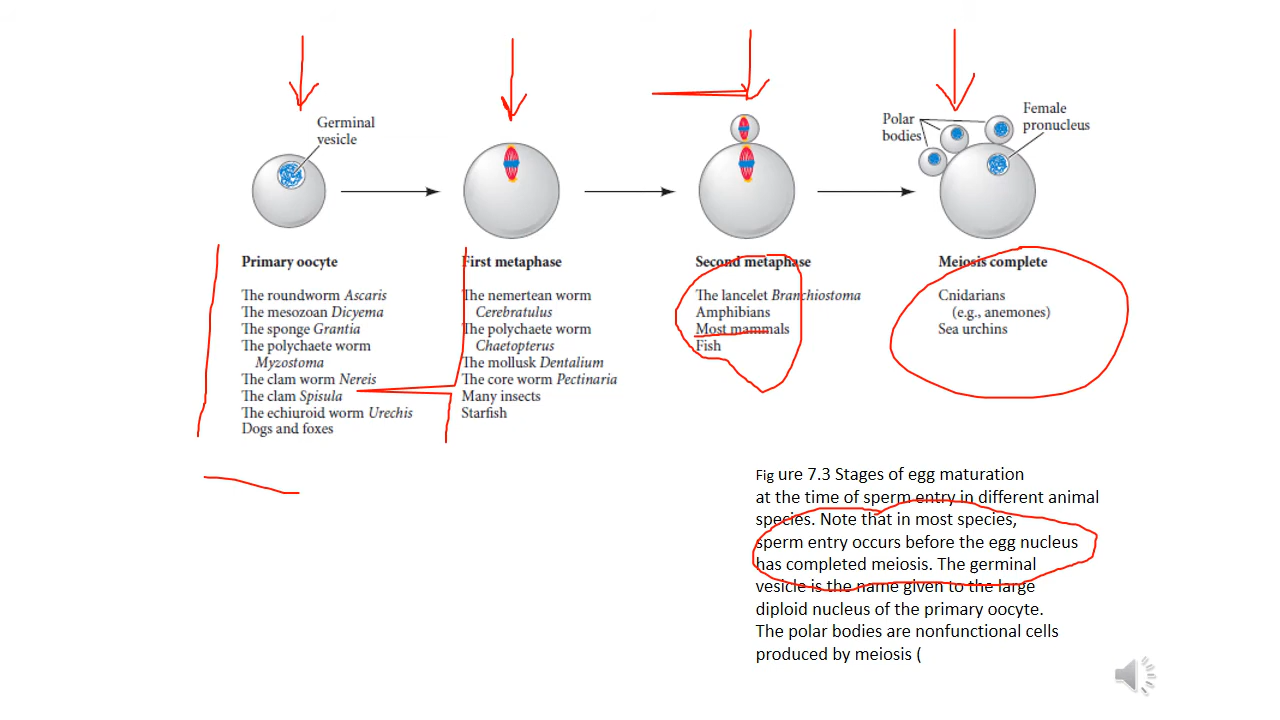 Germinal
vesicle
Polar
bodies
Female
pronucleus
Primary oocyte
The roundworm Ascaris
The mesozoan Dicyema
The sponge Grantia
The polychaete worm
Myzostoma
The clam worm Nereis
The clam Spisula
The echiuroid worm Urechis
Dogs and foxes
First metaphase
The nemertean worm
Cerebratulus
The polychaete worm
Chaetopterus
The mollusk Dentalium
The core worm Pectinaria
Many insects
Starfish
Second metaphase
The lancelet Branchiostoma
Amphibians
Most mammals
Fish
Meiosis complete
Cnidarians
(e.g., anemones)
Sea urchins
Fig ure 7.3 Stages of egg maturation
at the time of sperm entry in different animal
species. Note that in most species,
sperm entry occurs before the egg nucleus
has completed meiosis. The germinal
vesicle is the name given to the large
diploid nucleus of the primary oocyte.
The polar bodies are nonfunctional cells
produced by meiosis (